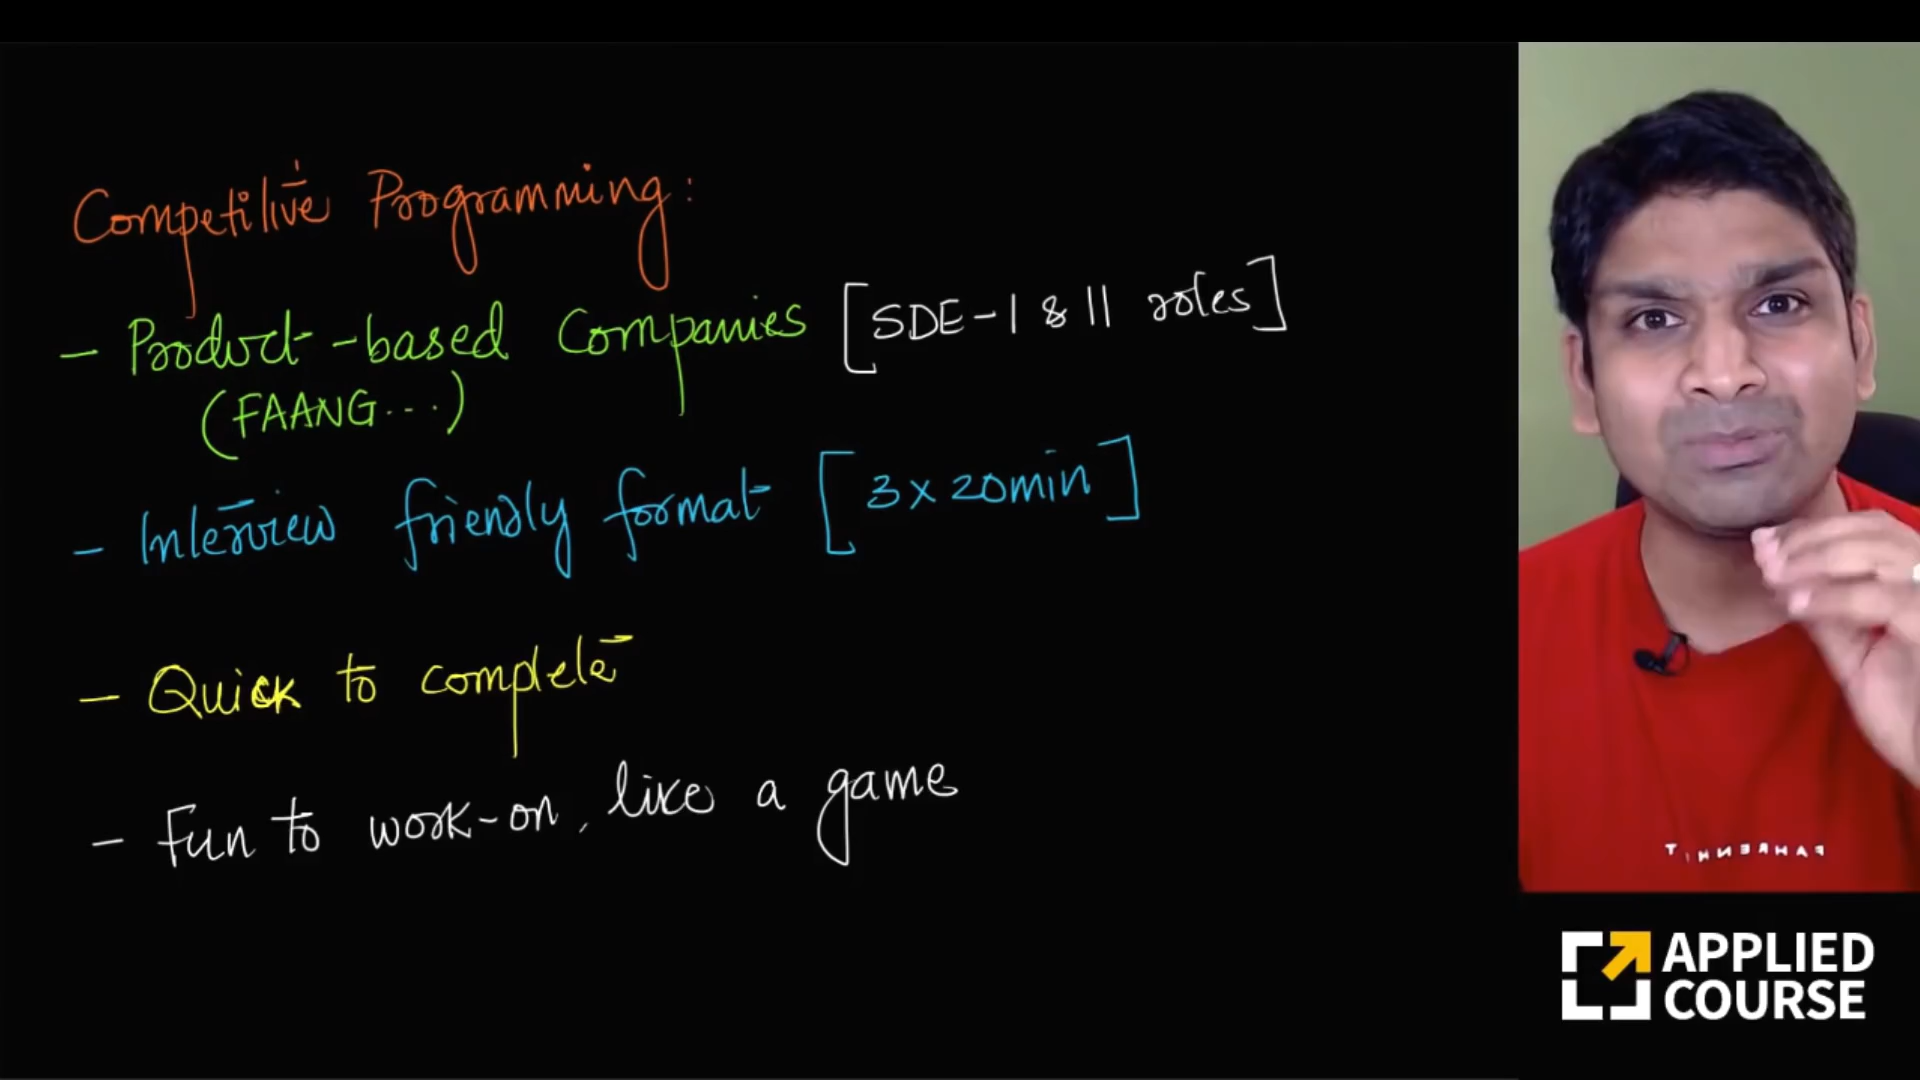 Competitive Programming:
- Product-based Companies [SDE-I & II roles]
(FAANG...)
- Interview friendly format [3x20min]
- Quick to complete
- Fun to work-on, like a game
FAHRENHEIT
APPLIED
COURSE